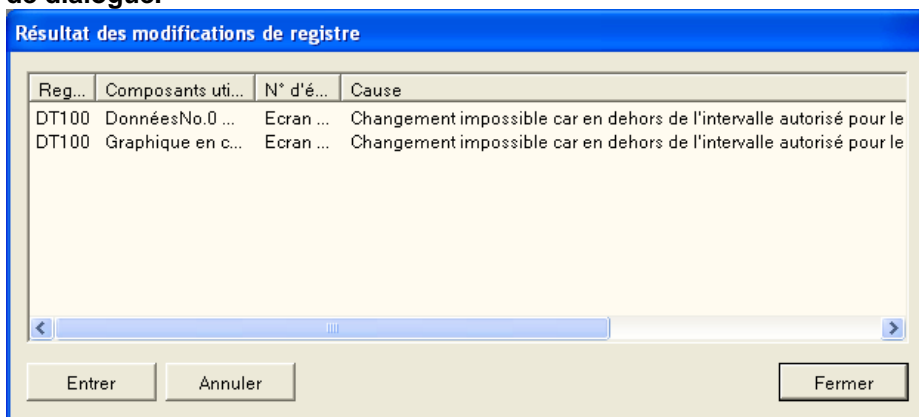 de dialogue.
Résultat des modifications de registre
Reg... Composants uti... N° d'é... Cause
DT100 DonnéesNo.0 ... Ecran ... Changement impossible car en dehors de l'intervalle autorisé pour le
DT100 Graphique en c... Ecran ... Changement impossible car en dehors de l'intervalle autorisé pour le
Entrer Annuler Fermer